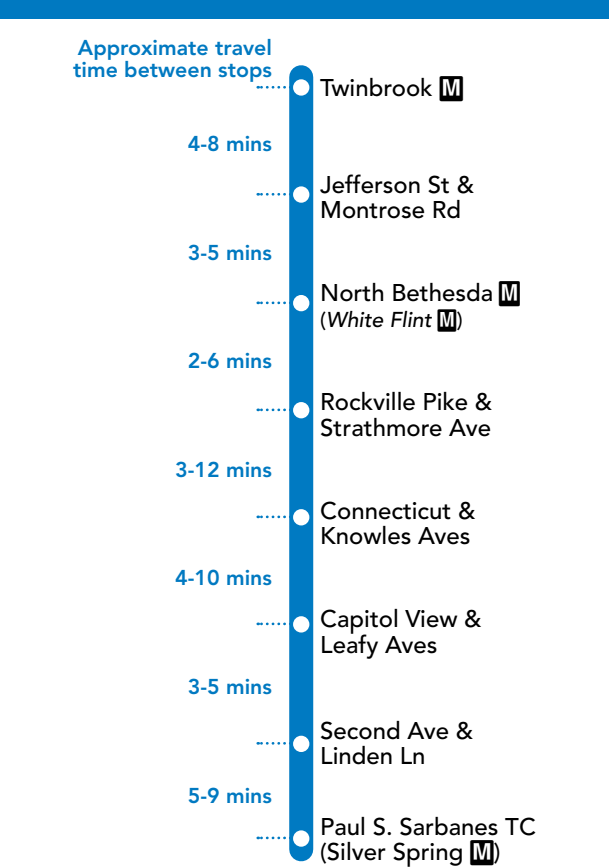 Approximate travel
time between stops
Twinbrook M
4-8 mins
Jefferson St &
Montrose Rd
3-5 mins
North Bethesda M
(White Flint M)
2-6 mins
Rockville Pike &
Strathmore Ave
3-12 mins
Connecticut &
Knowles Aves
4-10 mins
Capitol View &
Leafy Aves
3-5 mins
Second Ave &
Linden Ln
5-9 mins
Paul S. Sarbanes TC
(Silver Spring M)